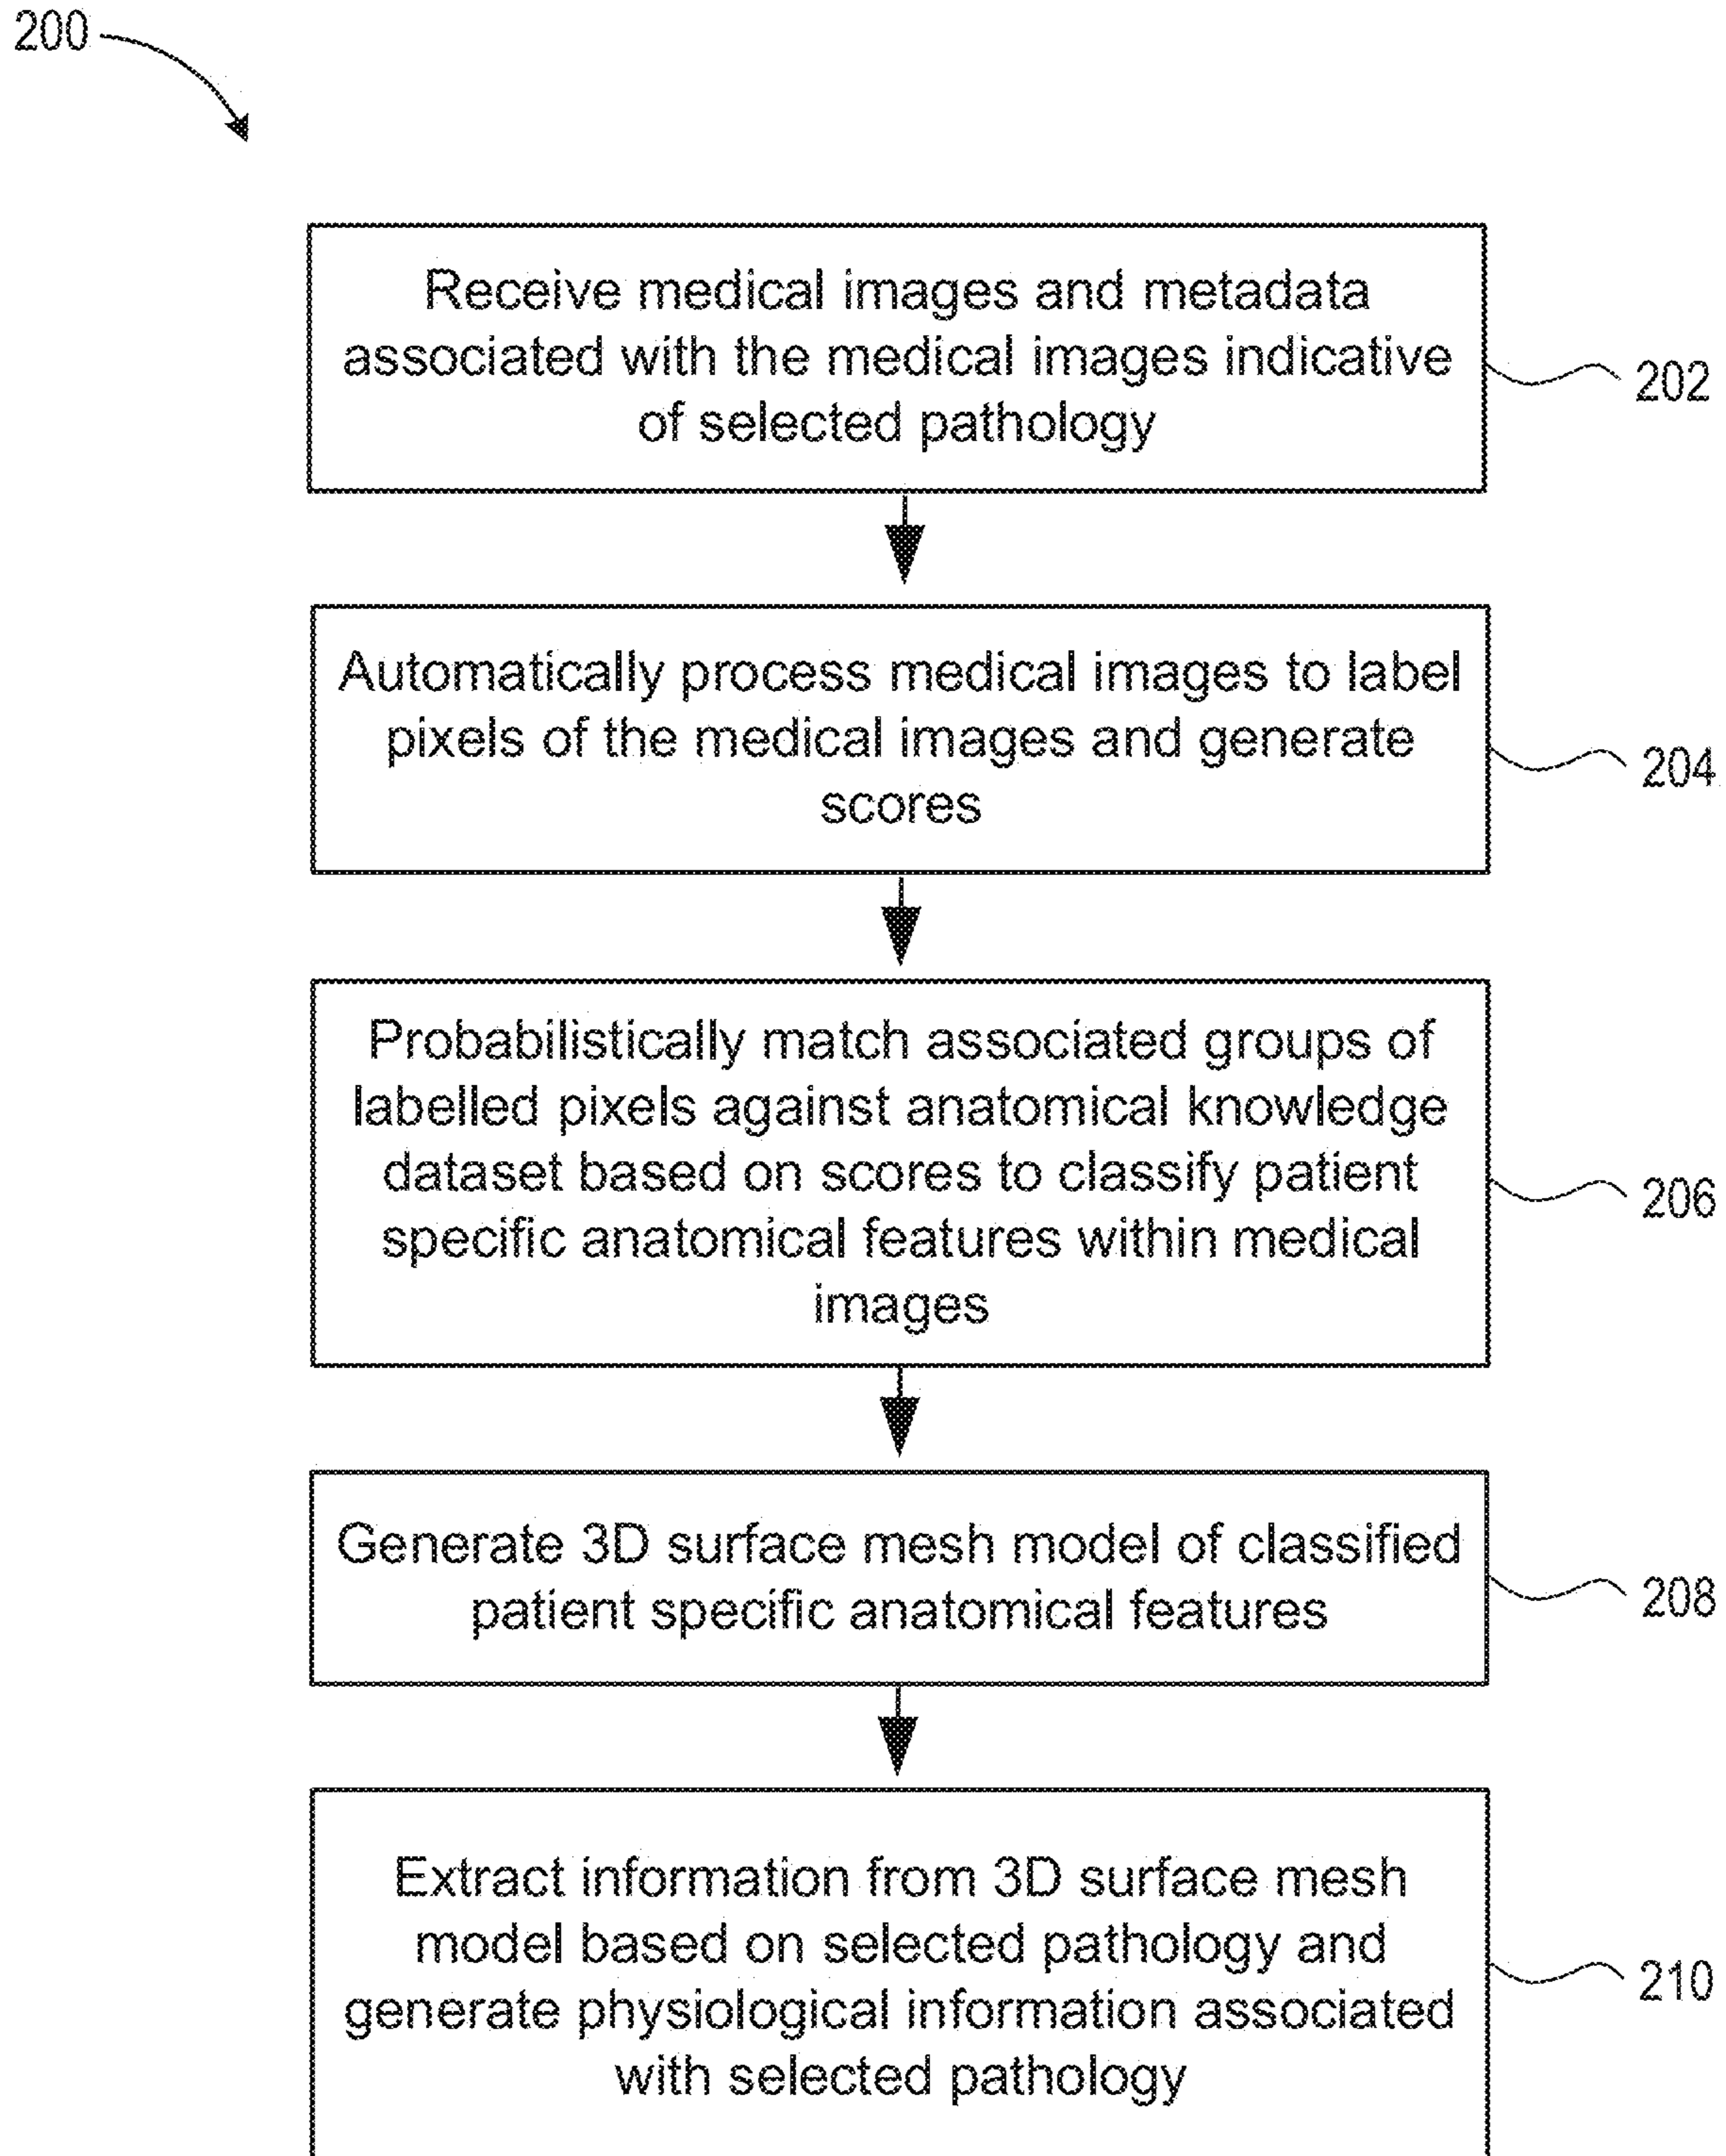 200
Receive medical images and metadata
associated with the medical images indicative
of selected pathology
202
Automatically process medical images to label
pixels of the medical images and generate
scores
204
Probabilistically match associated groups of
labelled pixels against anatomical knowledge
dataset based on scores to classify patient
specific anatomical features within medical
images
206
Generate 3D surface mesh model of classified
patient specific anatomical features
208
Extract information from 3D surface mesh
model based on selected pathology and
generate physiological information associated
with selected pathology
210